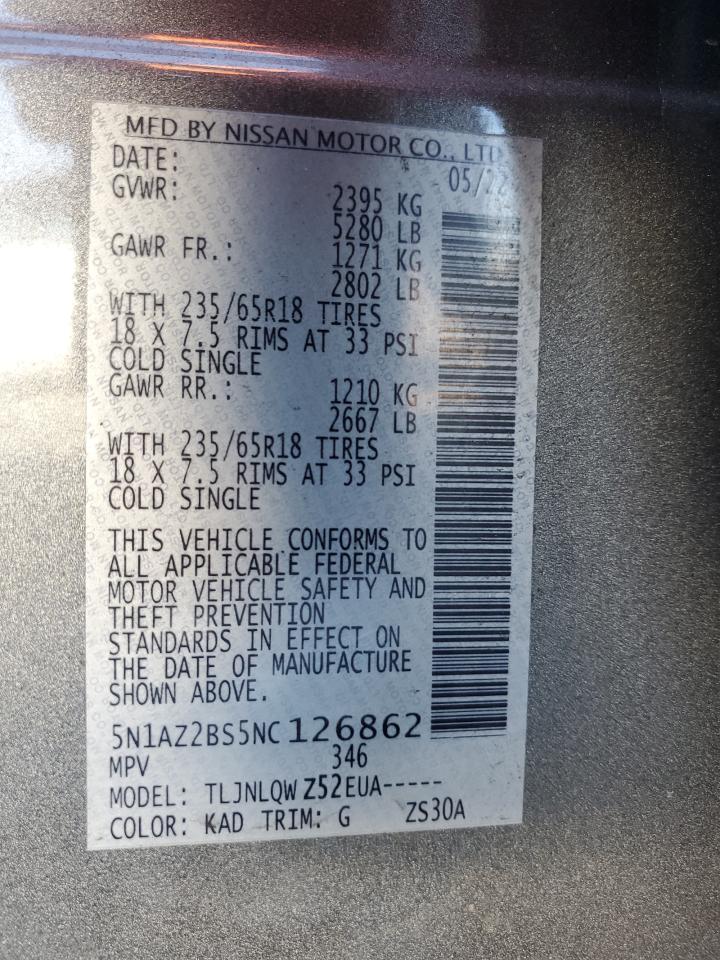 MFD BY NISSAN MOTOR CO., LTD
DATE: 05/22
GVWR: 2395 KG
5280 LB
GAWR FR.: 1271 KG
2802 LB
WITH 235/65R18 TIRES
18 X 7.5 RIMS AT 33 PSI
COLD SINGLE
GAWR RR.: 1210 KG
2667 LB
WITH 235/65R18 TIRES
18 X 7.5 RIMS AT 33 PSI
COLD SINGLE
THIS VEHICLE CONFORMS TO
ALL APPLICABLE FEDERAL
MOTOR VEHICLE SAFETY AND
THEFT PREVENTION
STANDARDS IN EFFECT ON
THE DATE OF MANUFACTURE
SHOWN ABOVE.
5N1AZ2BS5NC126862
MPV 346
MODEL: TLJNLQWZ52EUA-----
COLOR: KAD TRIM: G ZS30A